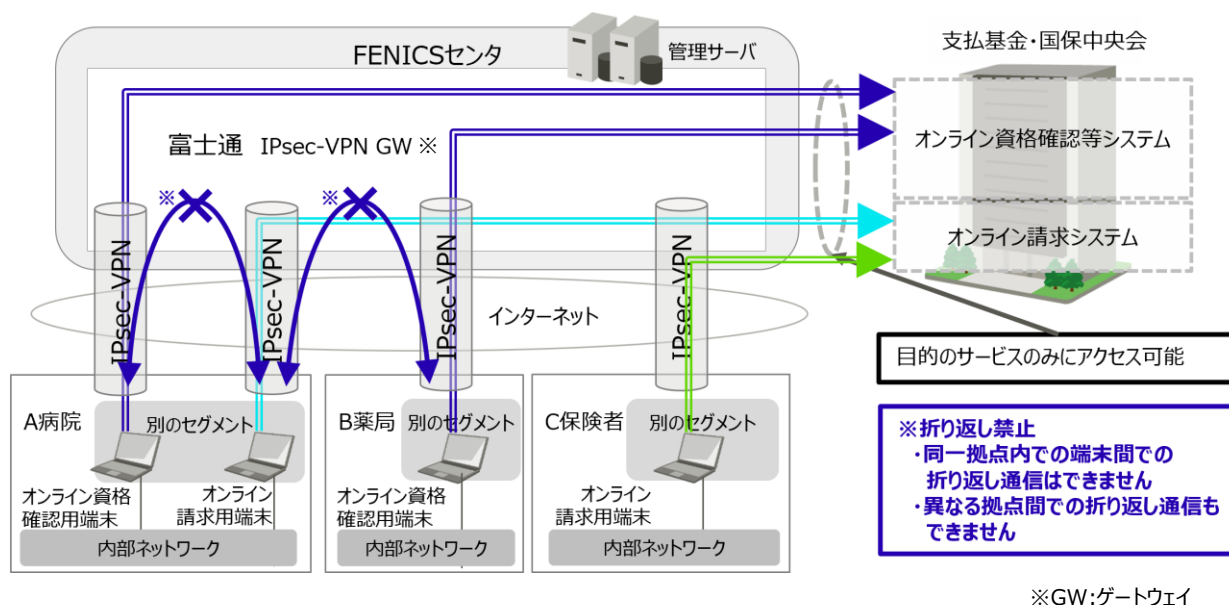 FENICSセンタ
管理サーバ
支払基金・国保中央会
富士通 IPsec-VPN GW ※
オンライン資格確認等システム
オンライン請求システム
※
※
IPsec-VPN
IPsec-VPN
IPsec-VPN
IPsec-VPN
インターネット
目的のサービスのみにアクセス可能
A病院
別のセグメント
オンライン資格
確認用端末
オンライン
請求用端末
内部ネットワーク
B薬局
別のセグメント
オンライン資格
確認用端末
内部ネットワーク
C保険者
別のセグメント
オンライン
請求用端末
内部ネットワーク
※折り返し禁止
・同一拠点内での端末間での
折り返し通信はできません
・異なる拠点間での折り返し通信も
できません
※GW:ゲートウェイ